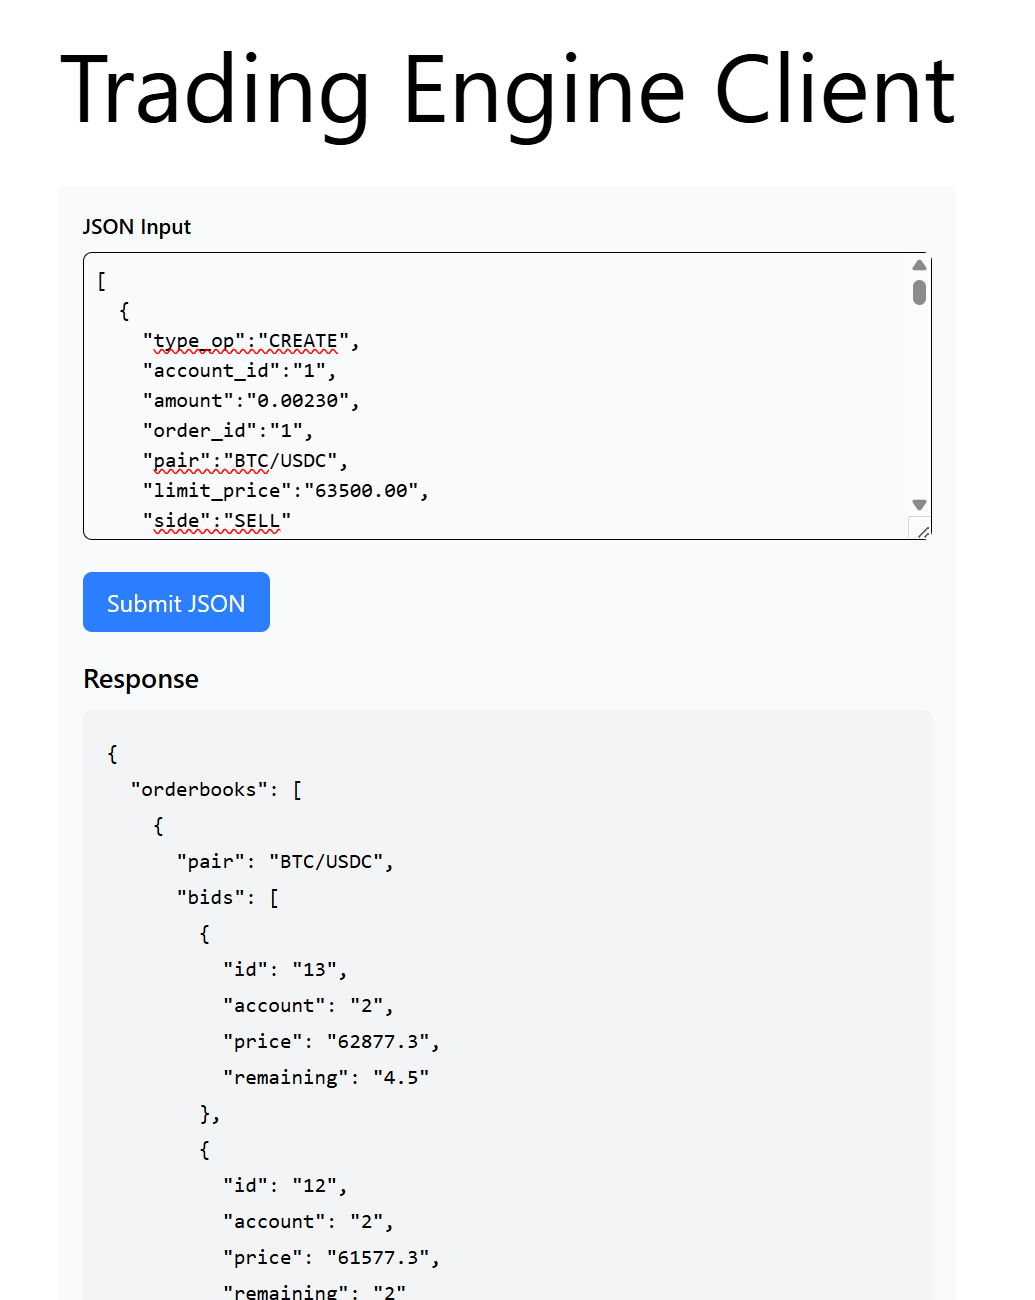 Trading Engine Client
JSON Input
[
  {
    "type_op":"CREATE",
    "account_id":"1",
    "amount":"0.00230",
    "order_id":"1",
    "pair":"BTC/USDC",
    "limit_price":"63500.00",
    "side":"SELL"
Submit JSON
Response
{
  "orderbooks": [
    {
      "pair": "BTC/USDC",
      "bids": [
        {
          "id": "13",
          "account": "2",
          "price": "62877.3",
          "remaining": "4.5"
        },
        {
          "id": "12",
          "account": "2",
          "price": "61577.3",
          "remaining": "2"